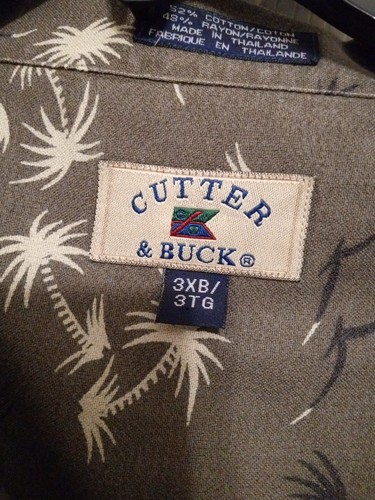 52% COTTON/COTON
48% RAYON/RAYONNE
MADE IN THAILAND
FABRIQUE EN THAILANDE
CUTTER
& BUCK®
3XB/
3TG